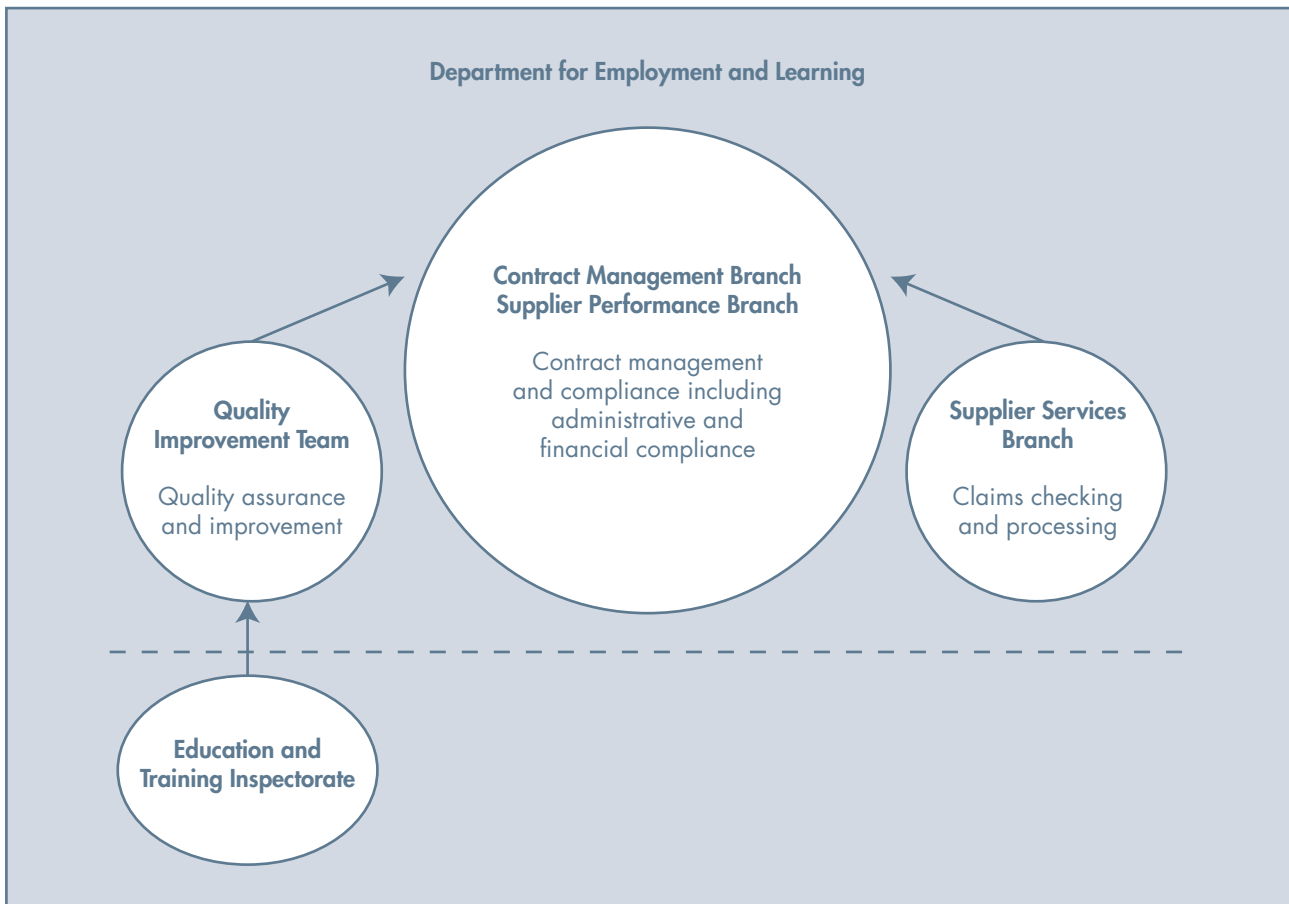 Department for Employment and Learning
Contract Management Branch
Supplier Performance Branch
Contract management
and compliance including
administrative and
financial compliance
Quality
Improvement Team
Quality assurance
and improvement
Supplier Services
Branch
Claims checking
and processing
Education and
Training Inspectorate